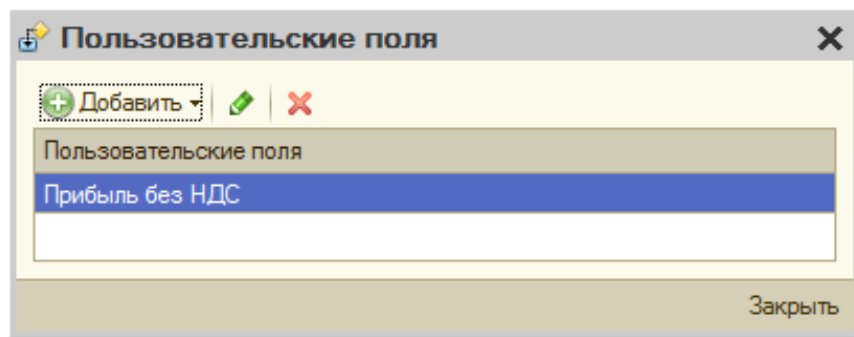 Пользовательские поля
Добавить
Пользовательские поля
Прибыль без НДС
Закрыть